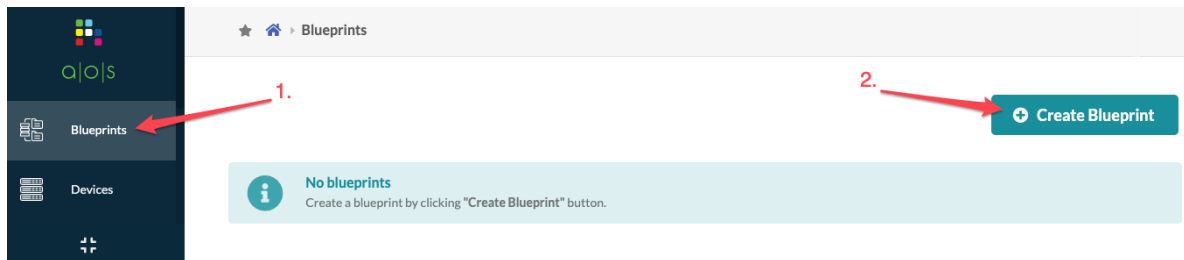 a|o|s
Blueprints
Devices
Blueprints
1.
2.
Create Blueprint
No blueprints
Create a blueprint by clicking "Create Blueprint" button.